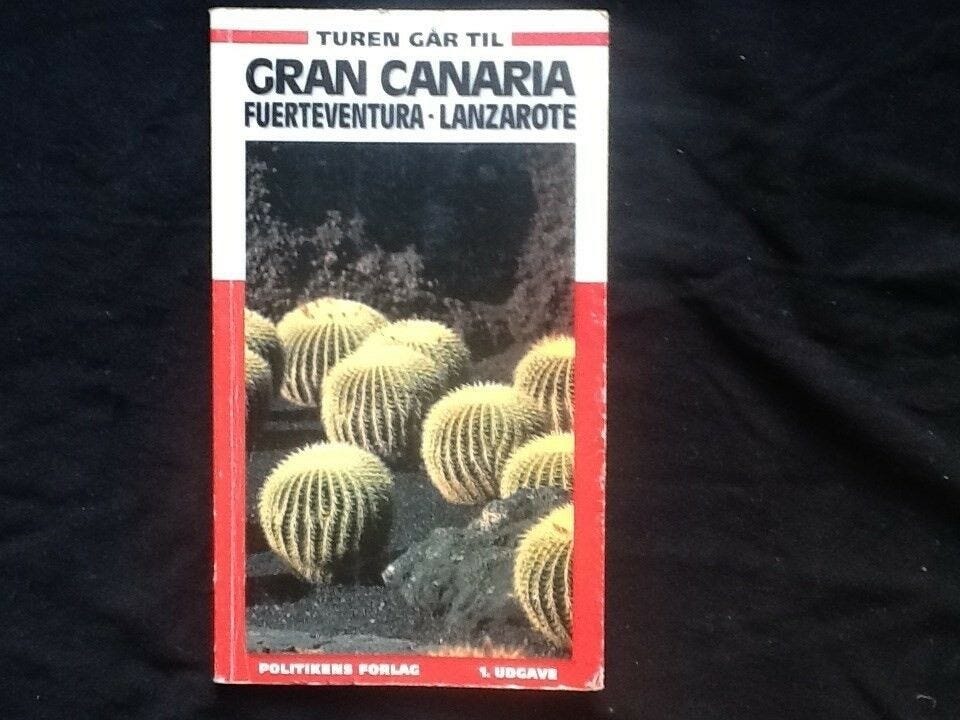 TUREN GÅR TIL
GRAN CANARIA
FUERTEVENTURA · LANZAROTE
POLITIKENS FORLAG 1. UDGAVE